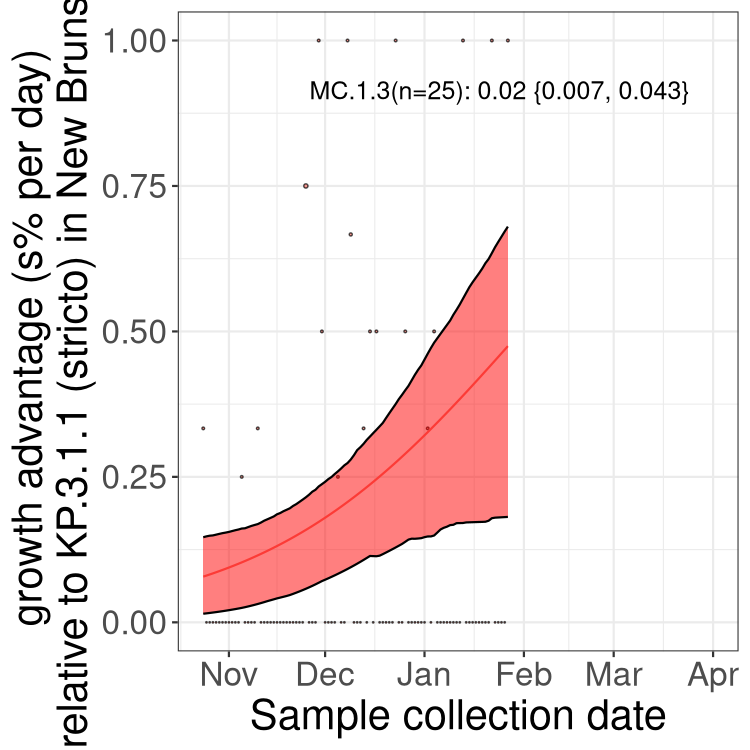 growth advantage (s% per day)
relative to KP.3.1.1 (stricto) in New Bruns
1.00
0.75
0.50
0.25
0.00
MC.1.3(n=25): 0.02 {0.007, 0.043}
Nov Dec Jan Feb Mar Apr
Sample collection date